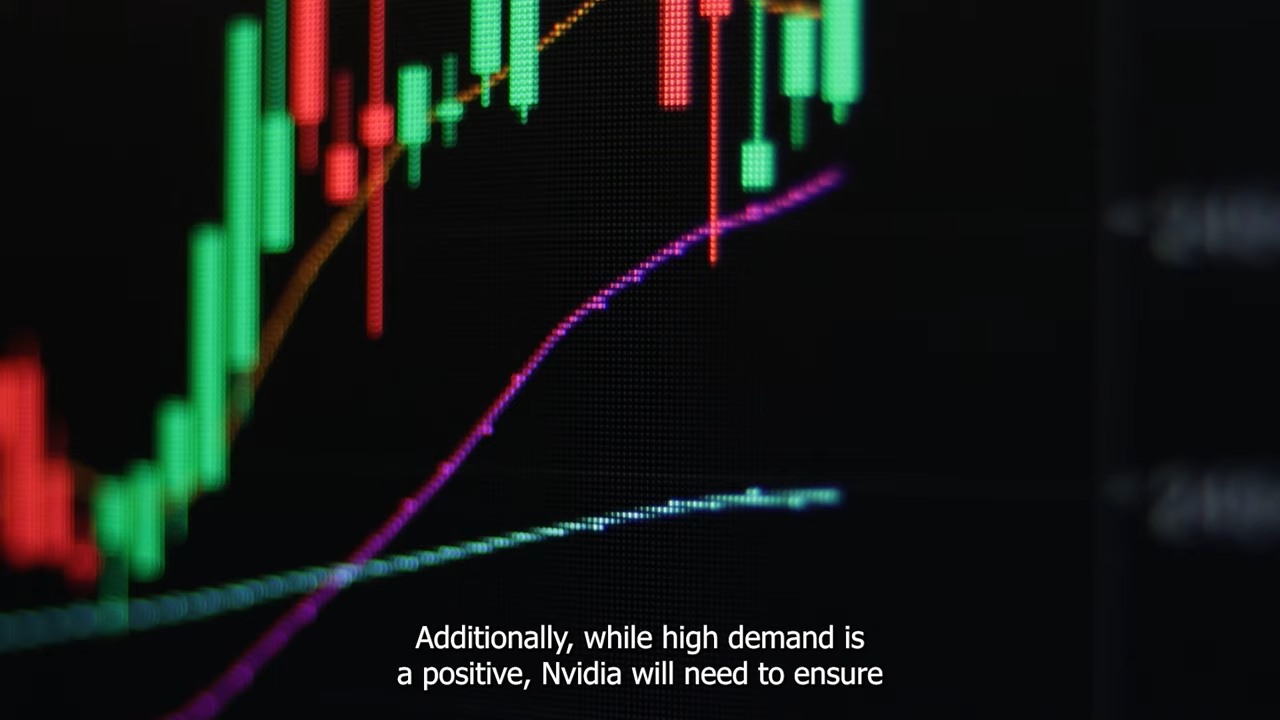 Additionally, while high demand is
a positive, Nvidia will need to ensure